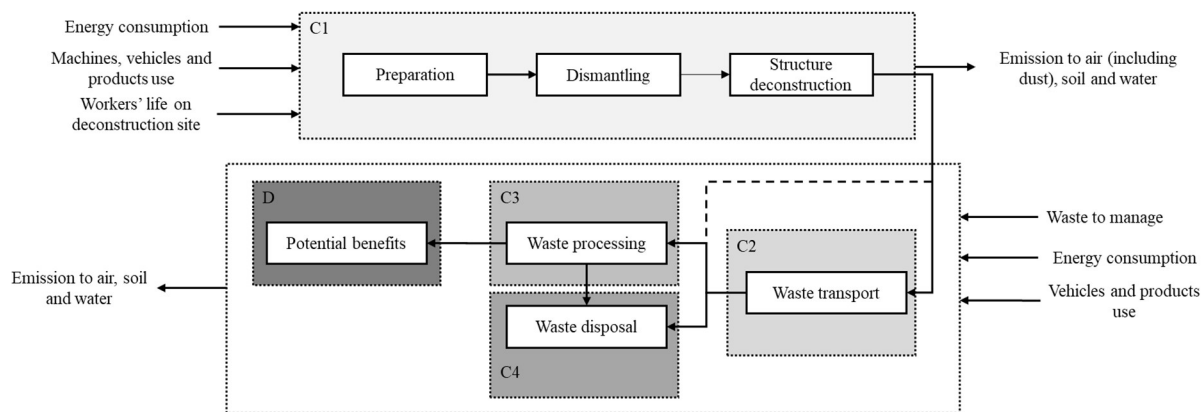 Energy consumption
Machines, vehicles and
products use
Workers' life on
deconstruction site
C1
Preparation
Dismantling
Structure
deconstruction
Emission to air (including
dust), soil and water
D
Potential benefits
C3
Waste processing
Waste disposal
C4
C2
Waste transport
Waste to manage
Energy consumption
Vehicles and products
use
Emission to air, soil
and water